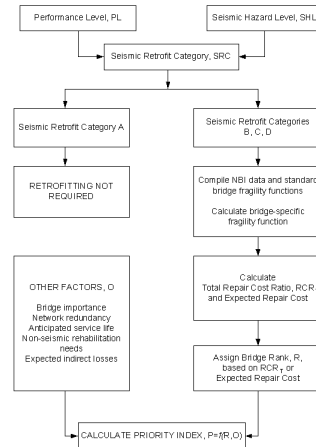 Performance Level, PL
Seismic Hazard Level, SHL
Seismic Retrofit Category, SRC
Seismic Retrofit Category A
Seismic Retrofit Categories
B, C, D
RETROFITTING NOT
REQUIRED
Compile NBI data and standard
bridge fragility functions
Calculate bridge-specific
fragility function
OTHER FACTORS, O
Bridge importance
Network redundancy
Anticipated service life
Non-seismic rehabilitation
needs
Expected indirect losses
Calculate
Total Repair Cost Ratio, RCR
and Expected Repair Cost
Assign Bridge Rank, R,
based on RCR T or
Expected Repair Cost
CALCULATE PRIORITY INDEX, P=f(R,O)